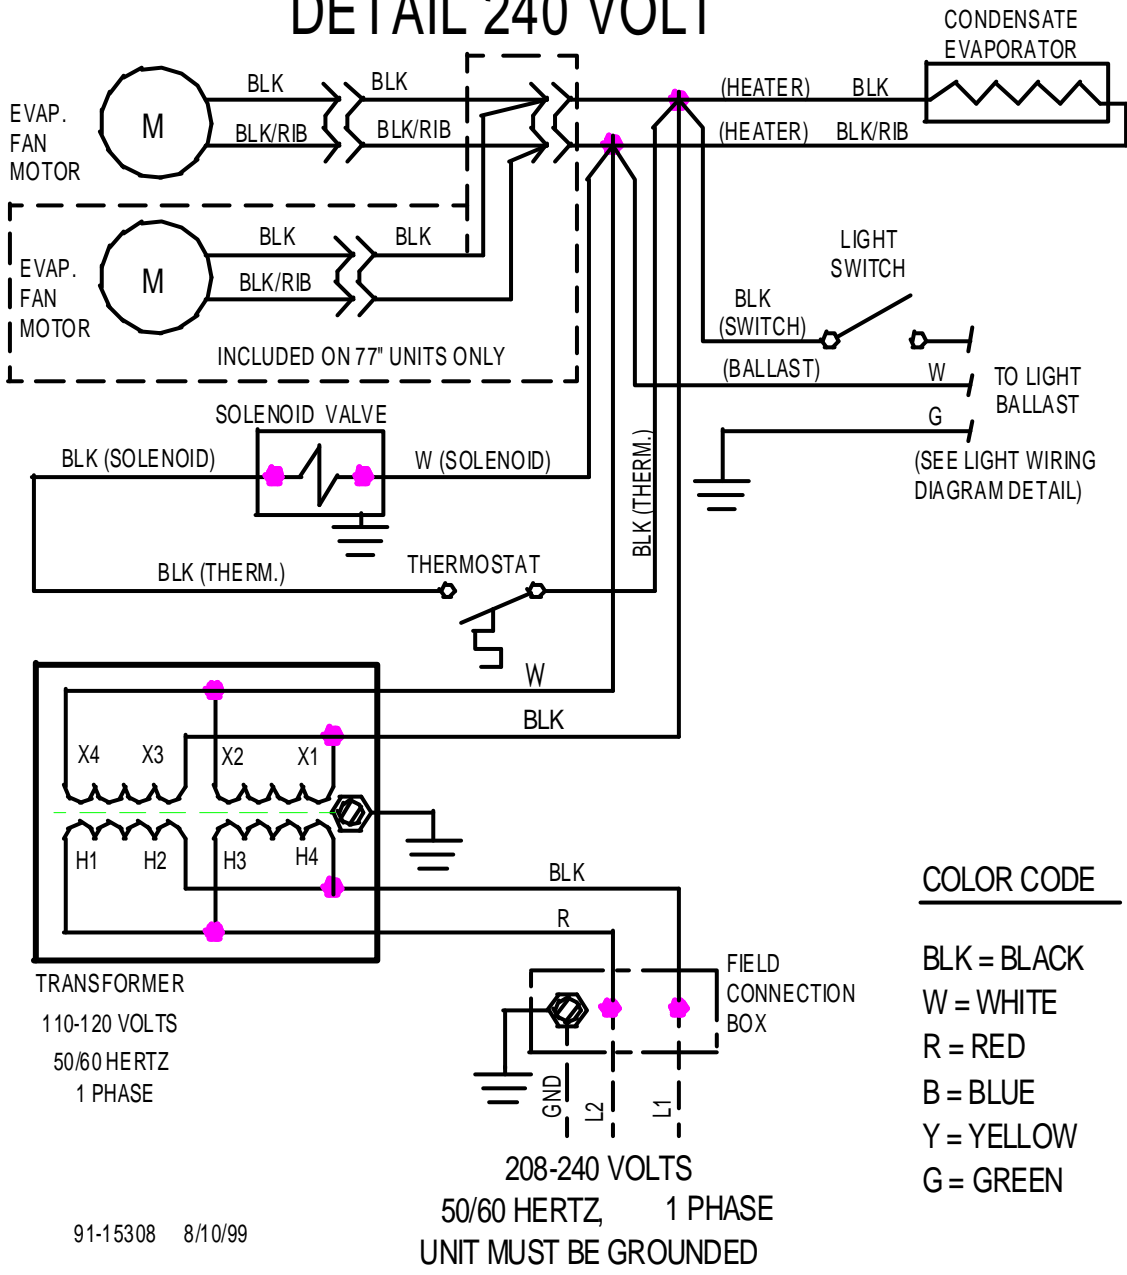 DETAIL 240 VOLT
CONDENSATE
EVAPORATOR
EVAP.
FAN
MOTOR
M
BLK
BLK
BLK/RIB
BLK/RIB
(HEATER)
BLK
(HEATER)
BLK/RIB
EVAP.
FAN
MOTOR
M
BLK
BLK
BLK/RIB
INCLUDED ON 77" UNITS ONLY
LIGHT
SWITCH
BLK
(SWITCH)
(BALLAST)
W
G
TO LIGHT
BALLAST
(SEE LIGHT WIRING
DIAGRAM DETAIL)
SOLENOID VALVE
BLK (SOLENOID)
W (SOLENOID)
BLK (THERM.)
BLK (THERM.)
THERMOSTAT
W
BLK
X4
X3
X2
X1
H1
H2
H3
H4
BLK
R
TRANSFORMER
110-120 VOLTS
50/60 HERTZ
1 PHASE
FIELD
CONNECTION
BOX
GND
L2
L1
208-240 VOLTS
50/60 HERTZ, 1 PHASE
UNIT MUST BE GROUNDED
COLOR CODE
BLK = BLACK
W = WHITE
R = RED
B = BLUE
Y = YELLOW
G = GREEN
91-15308 8/10/99